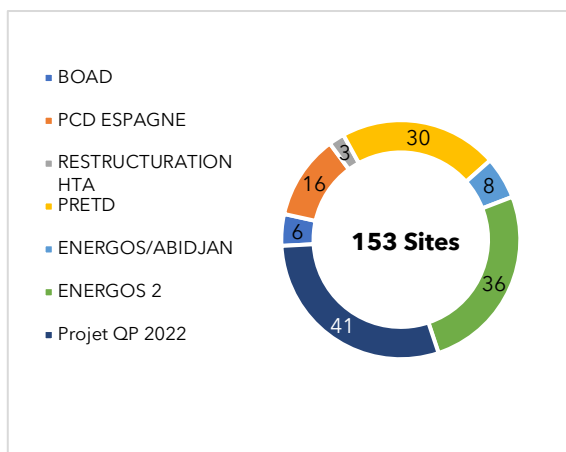 BOAD
PCD ESPAGNE
RESTRUCTURATION
HTA
PRETD
ENERGOS/ABIDJAN
ENERGOS 2
Projet QP 2022
30
3
8
16
6
153 Sites
36
41